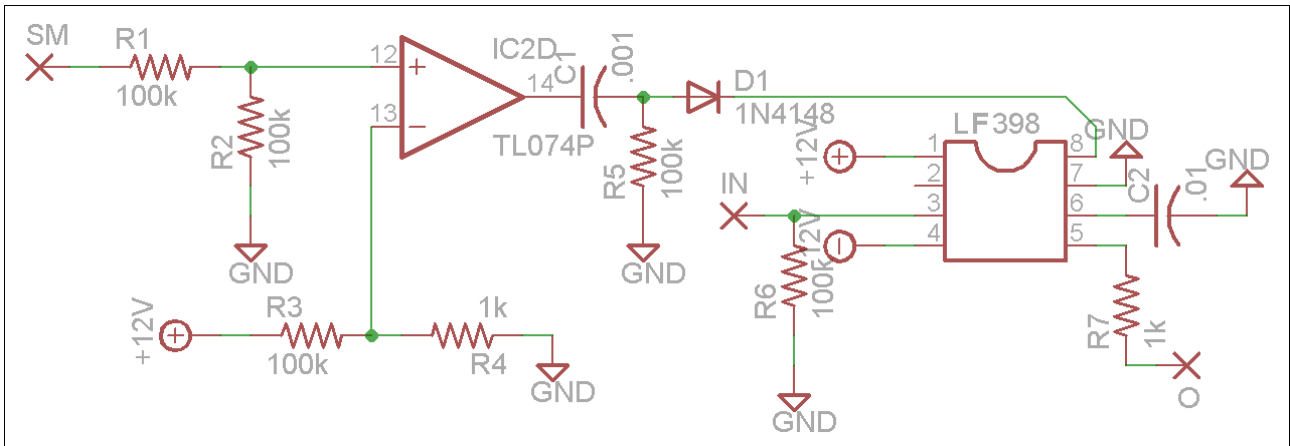 SM
R1
100k
R2
100k
12
+
13
−
IC2D
14
TL074P
C1
.001
R5
100k
D1
1N4148
LF398
+12V
1
2
3
4
8
7
6
5
GND
C2
.01
GND
IN
12V
R6
100k
GND
GND
GND
R7
1k
O
+12V
R3
100k
1k
R4
GND